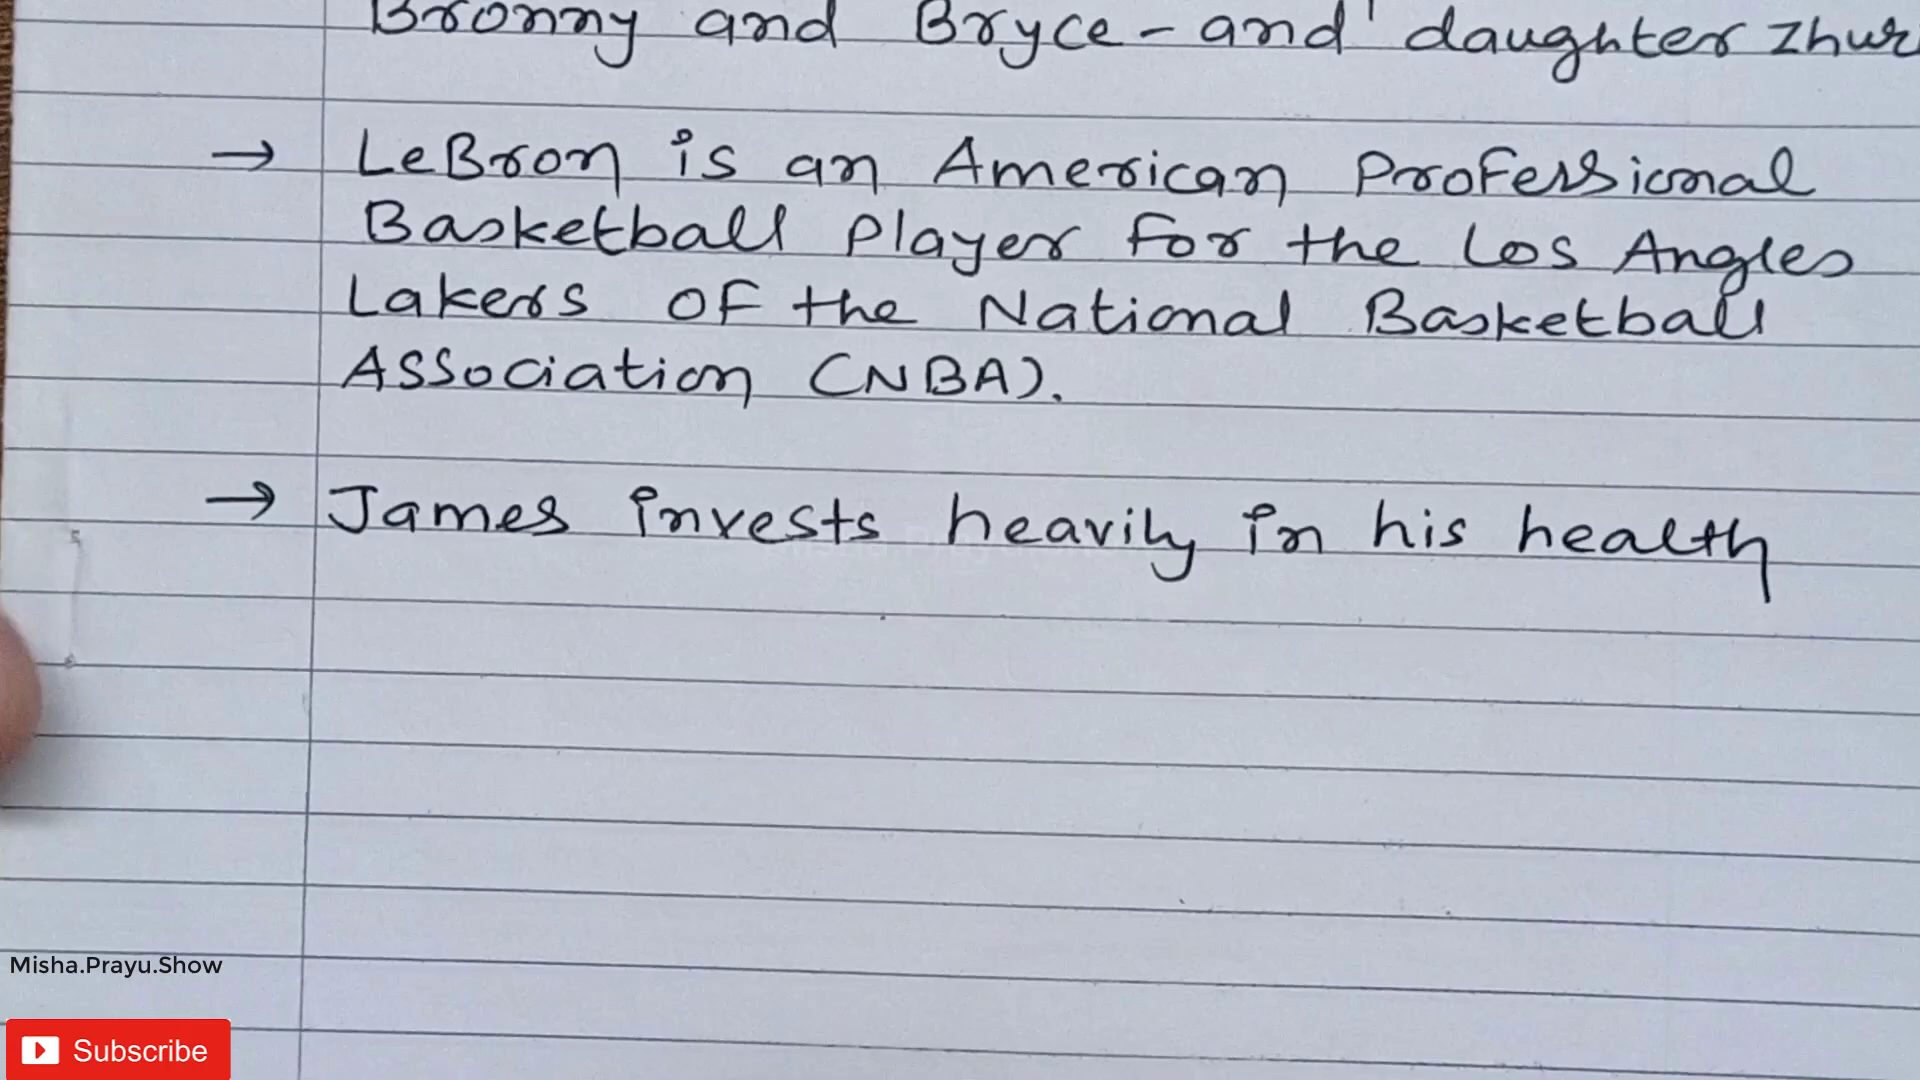 Bronny and Bryce - and daughter Zhur
→ LeBron is an American Professional
Basketball Player for the Los Angles
Lakers of the National Basketball
Association (NBA).
→ James invests heavily in his health
Misha.Prayu.Show
Subscribe